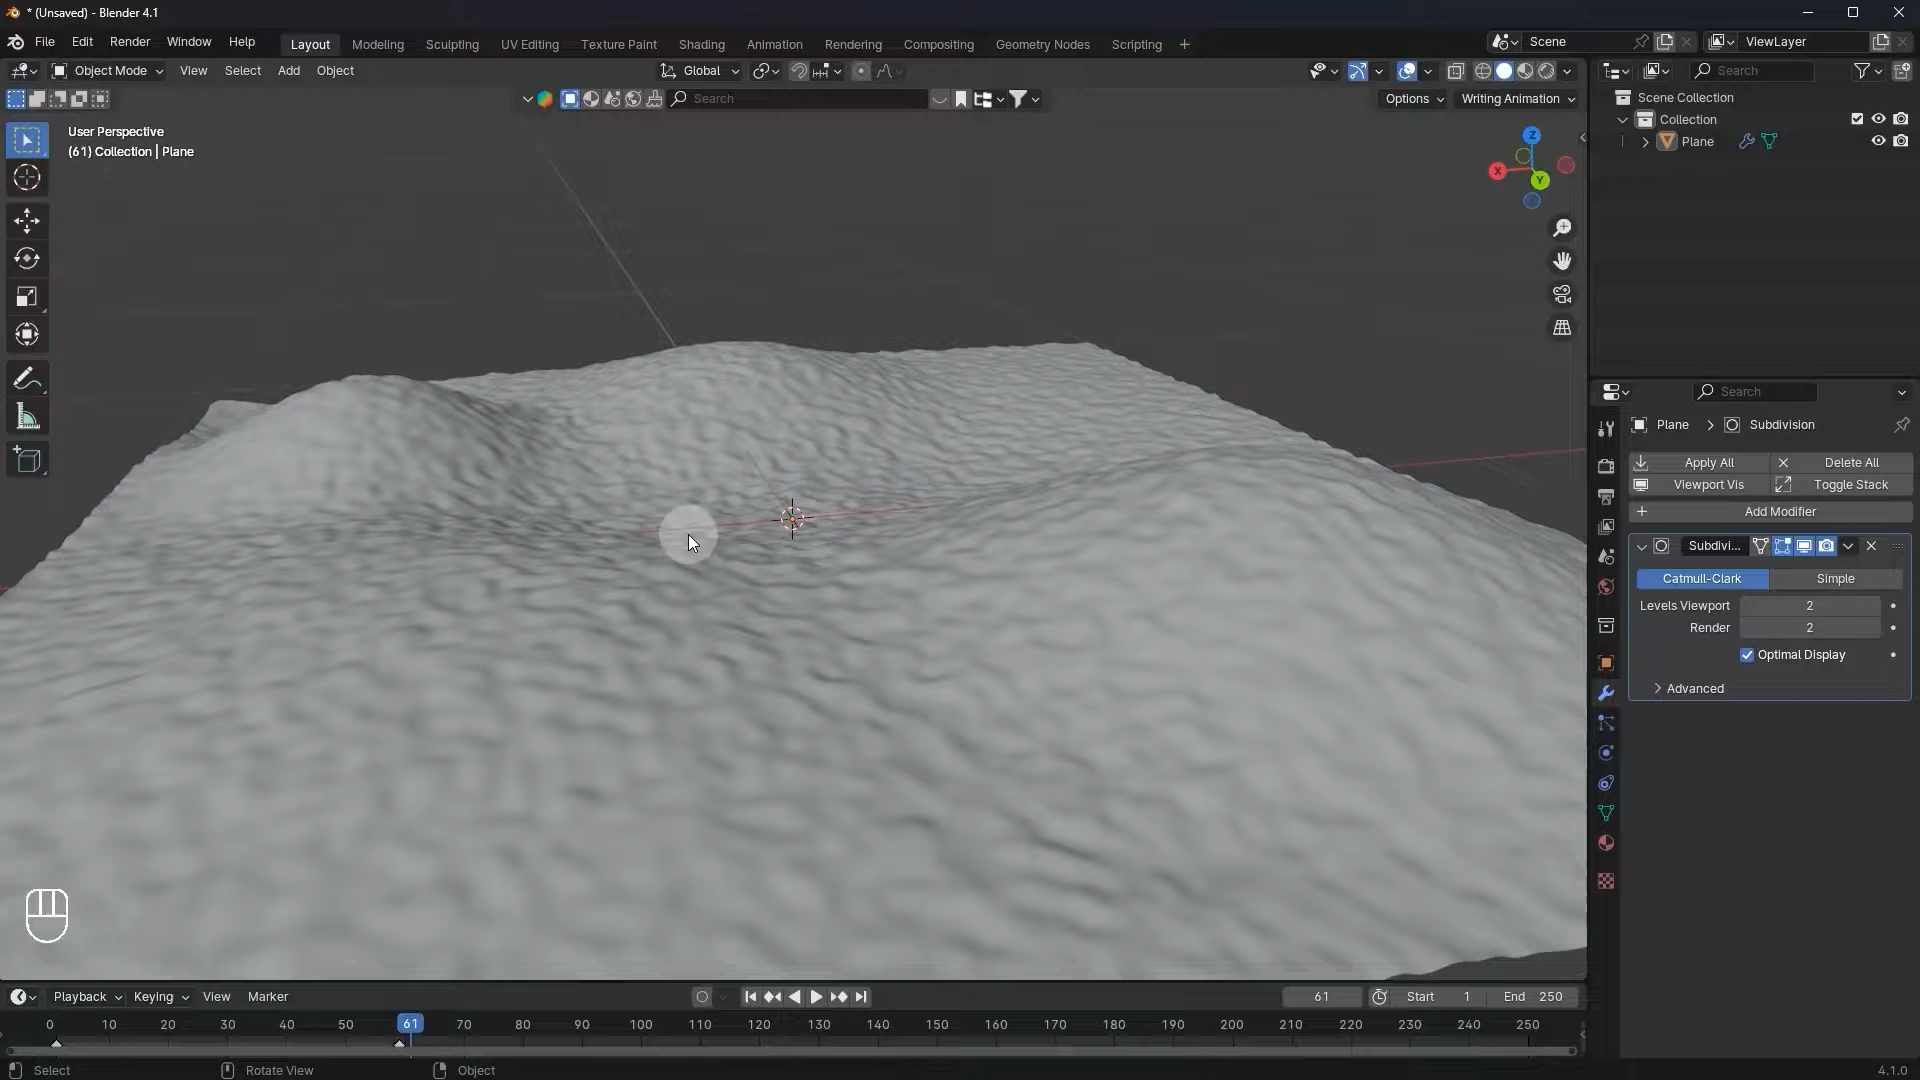 * (Unsaved) - Blender 4.1
File Edit Render Window Help Layout Modeling Sculpting UV Editing Texture Paint Shading Animation Rendering Compositing Geometry Nodes Scripting + Scene ViewLayer
Object Mode View Select Add Object Global Search
Search Options Writing Animation
User Perspective
(61) Collection | Plane
Z
X
Y
Scene Collection
Collection
Plane
Search
Plane > Subdivision
Apply All Delete All
Viewport Vis Toggle Stack
Add Modifier
Subdivi...
Catmull-Clark Simple
Levels Viewport 2
Render 2
Optimal Display
Advanced
Playback Keying View Marker 61 Start 1 End 250
0 10 20 30 40 50 61 70 80 90 100 110 120 130 140 150 160 170 180 190 200 210 220 230 240 250
Select Rotate View Object 4.1.0